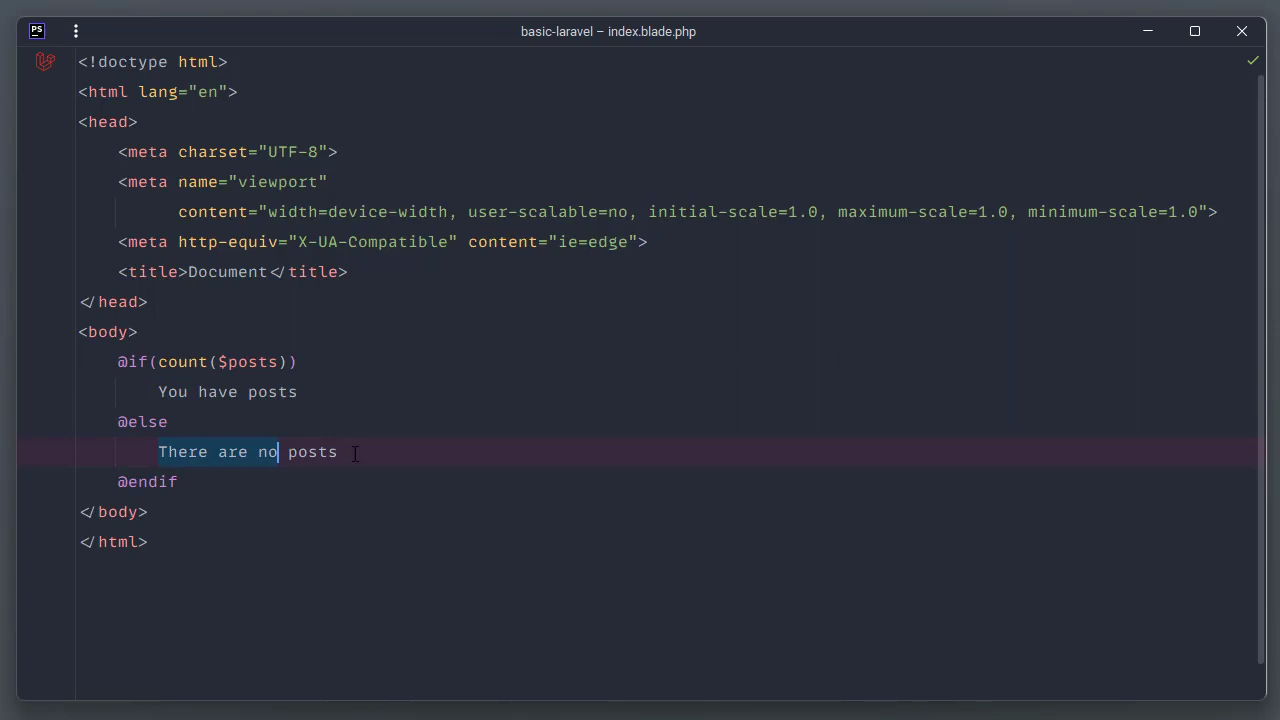 PS
basic-laravel – index.blade.php
<!doctype html>
<html lang="en">
<head>
    <meta charset="UTF-8">
    <meta name="viewport"
          content="width=device-width, user-scalable=no, initial-scale=1.0, maximum-scale=1.0, minimum-scale=1.0">
    <meta http-equiv="X-UA-Compatible" content="ie=edge">
    <title>Document</title>
</head>
<body>
    @if(count($posts))
        You have posts
    @else
        There are no posts
    @endif
</body>
</html>